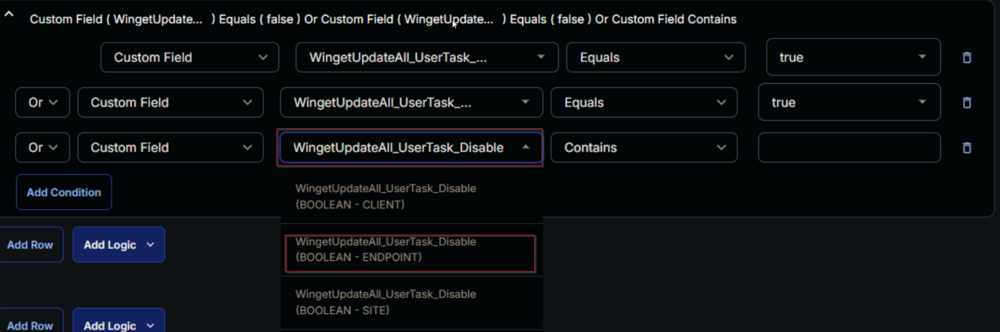 Custom Field ( WingetUpdate... ) Equals ( false ) Or Custom Field ( WingetUpdate... ) Equals ( false ) Or Custom Field Contains
Custom Field WingetUpdateAll_UserTask_... Equals true
Or Custom Field WingetUpdateAll_UserTask_... Equals true
Or Custom Field WingetUpdateAll_UserTask_Disable Contains
WingetUpdateAll_UserTask_Disable
(BOOLEAN - CLIENT)
Add Condition
WingetUpdateAll_UserTask_Disable
(BOOLEAN - ENDPOINT)
Add Row Add Logic
WingetUpdateAll_UserTask_Disable
(BOOLEAN - SITE)
Add Row Add Logic